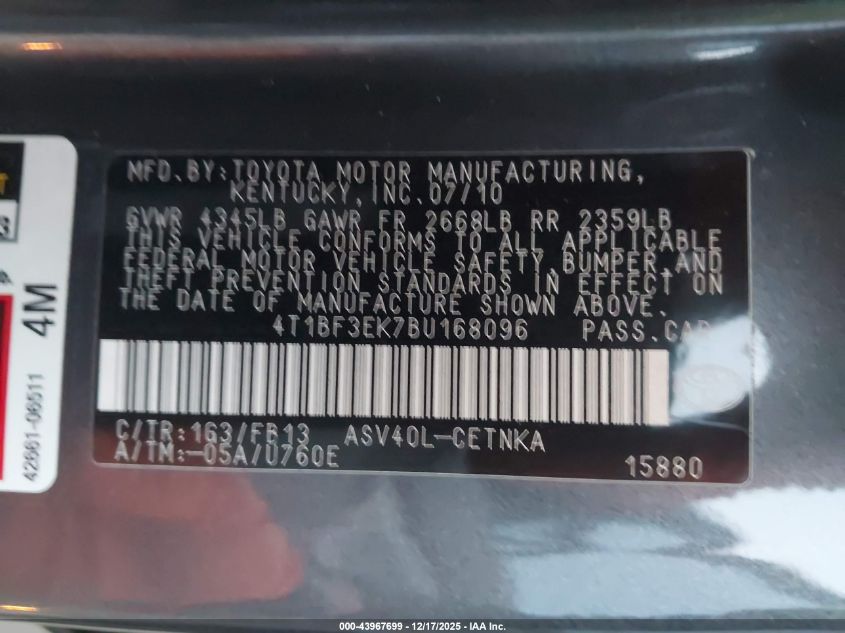 MFD.BY:TOYOTA MOTOR MANUFACTURING,
KENTUCKY,INC.07/10
GVWR 4345LB GAWR FR 2668LB RR 2359LB
THIS VEHICLE CONFORMS TO ALL APPLICABLE
FEDERAL MOTOR VEHICLE SAFETY,BUMPER,AND
THEFT PREVENTION STANDARDS IN EFFECT ON
THE DATE OF MANUFACTURE SHOWN ABOVE.
4T1BF3EK7BU168096 PASS.CAR
C/TR:1G3/FB13 ASV40L-CETNKA
A/TM:-05A/U760E
15880
4M
42661-06511
000-43967699 - 12/17/2025 - IAA Inc.